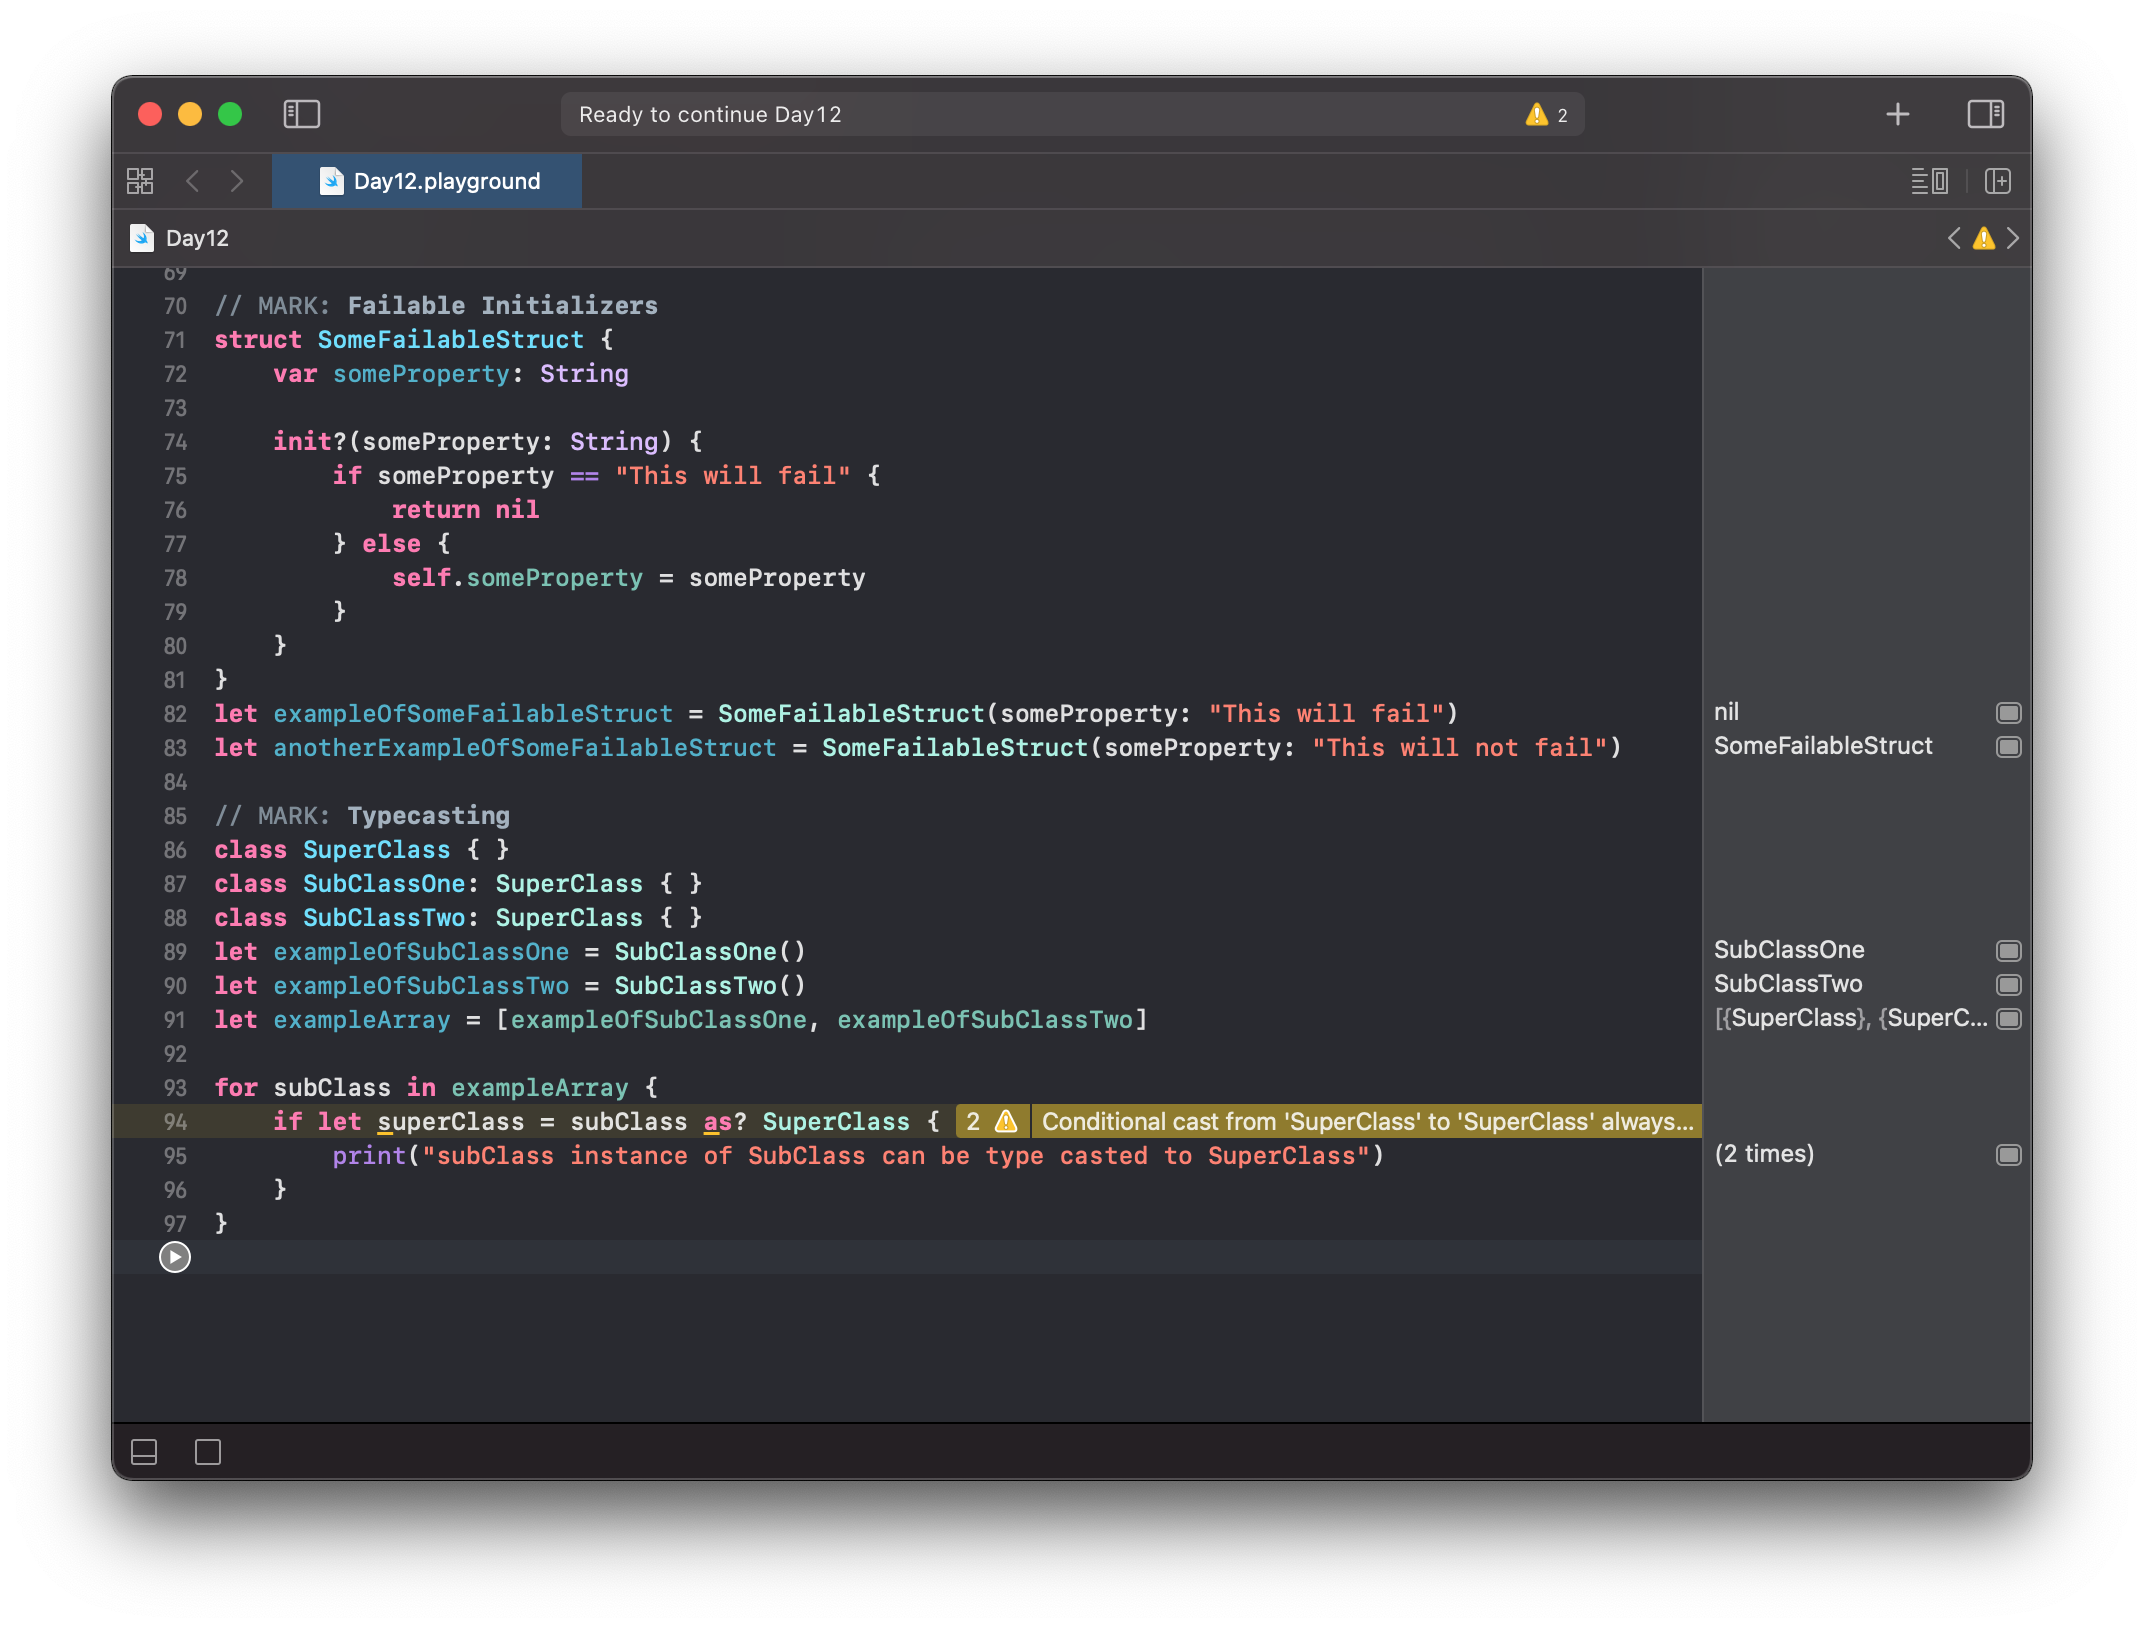 Ready to continue Day12 2
Day12.playground
Day12
69
70 // MARK: Failable Initializers
71 struct SomeFailableStruct {
72     var someProperty: String
73
74     init?(someProperty: String) {
75         if someProperty == "This will fail" {
76             return nil
77         } else {
78             self.someProperty = someProperty
79         }
80     }
81 }
82 let exampleOfSomeFailableStruct = SomeFailableStruct(someProperty: "This will fail") nil
83 let anotherExampleOfSomeFailableStruct = SomeFailableStruct(someProperty: "This will not fail") SomeFailableStruct
84
85 // MARK: Typecasting
86 class SuperClass { }
87 class SubClassOne: SuperClass { }
88 class SubClassTwo: SuperClass { }
89 let exampleOfSubClassOne = SubClassOne() SubClassOne
90 let exampleOfSubClassTwo = SubClassTwo() SubClassTwo
91 let exampleArray = [exampleOfSubClassOne, exampleOfSubClassTwo] [{SuperClass}, {SuperC...
92
93 for subClass in exampleArray {
94     if let superClass = subClass as? SuperClass { 2 Conditional cast from 'SuperClass' to 'SuperClass' always...
95         print("subClass instance of SubClass can be type casted to SuperClass") (2 times)
96     }
97 }